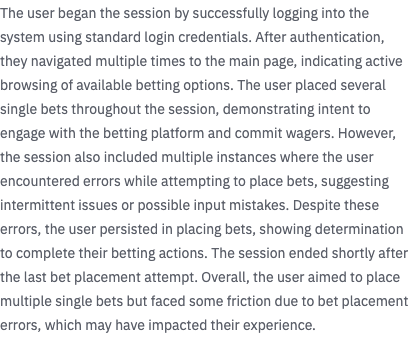 The user began the session by successfully logging into the
system using standard login credentials. After authentication,
they navigated multiple times to the main page, indicating active
browsing of available betting options. The user placed several
single bets throughout the session, demonstrating intent to
engage with the betting platform and commit wagers. However,
the session also included multiple instances where the user
encountered errors while attempting to place bets, suggesting
intermittent issues or possible input mistakes. Despite these
errors, the user persisted in placing bets, showing determination
to complete their betting actions. The session ended shortly after
the last bet placement attempt. Overall, the user aimed to place
multiple single bets but faced some friction due to bet placement
errors, which may have impacted their experience.